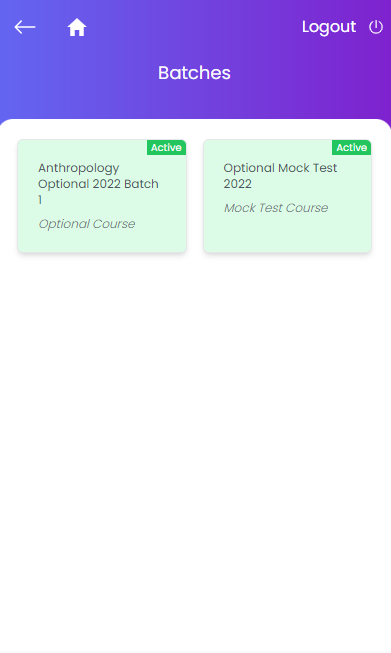 Logout
Batches
Active
Anthropology
Optional 2022 Batch
1
Optional Course
Active
Optional Mock Test
2022
Mock Test Course